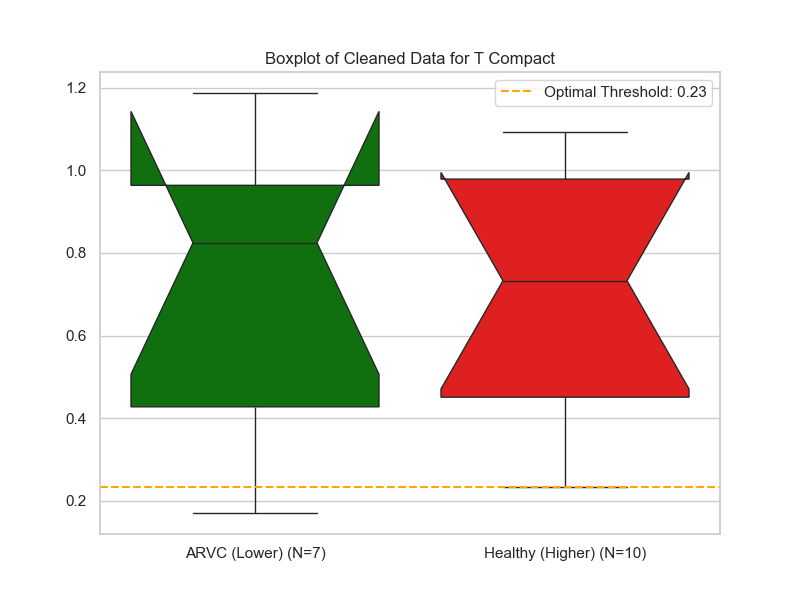 Boxplot of Cleaned Data for T Compact
Optimal Threshold: 0.23
1.2
1.0
0.8
0.6
0.4
0.2
ARVC (Lower) (N=7)
Healthy (Higher) (N=10)